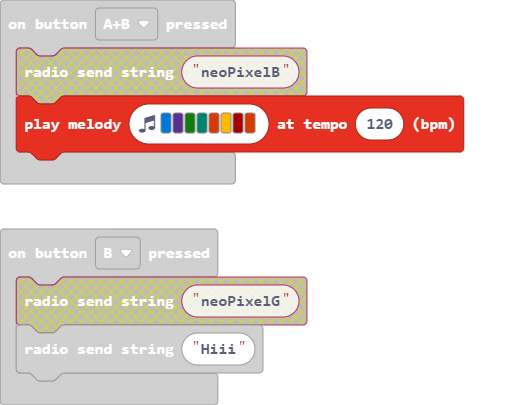 on button A+B pressed
radio send string "neoPixelB"
play melody at tempo 120 (bpm)
on button B pressed
radio send string "neoPixelG"
radio send string "Hiii"